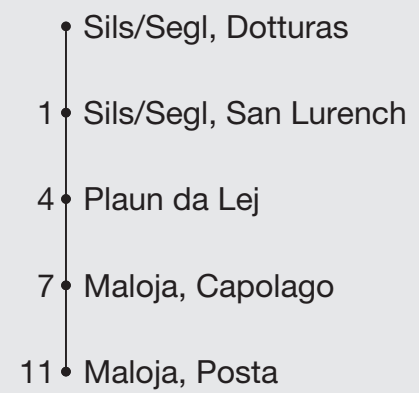 Sils/Segl, Dotturas
1 Sils/Segl, San Lurench
4 Plaun da Lej
7 Maloja, Capolago
11 Maloja, Posta